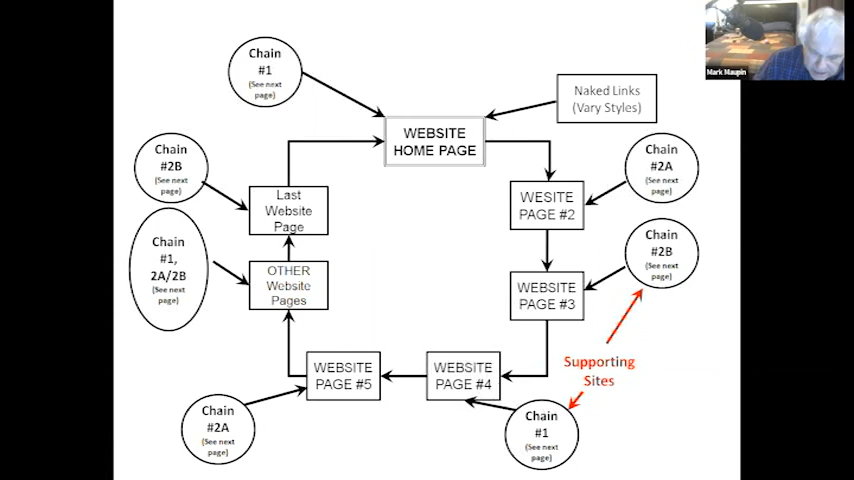 Mark Maupin
Chain
#1
(See next
page)
Naked Links
(Vary Styles)
WEBSITE
HOME PAGE
Chain
#2B
(See next
page)
Chain
#2A
(See next
page)
Last
Website
Page
WESITE
PAGE #2
Chain
#1,
2A/2B
(See next
page)
Chain
#2B
(See next
page)
OTHER
Website
Pages
WEBSITE
PAGE #3
Supporting
Sites
WEBSITE
PAGE #5
WEBSITE
PAGE #4
Chain
#2A
(See next
page)
Chain
#1
(See next
page)